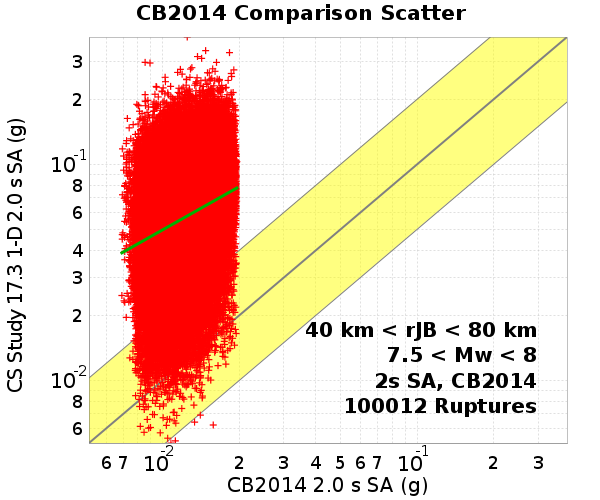 CB2014 Comparison Scatter
CS Study 17.3 1-D 2.0 s SA (g)
3
2
10-1
8
6
4
3
2
10-2
8
6
40 km < rJB < 80 km
7.5 < Mw < 8
2s SA, CB2014
100012 Ruptures
6 7 10-2 2 3 4 5 6 7 10-1 2 3
CB2014 2.0 s SA (g)